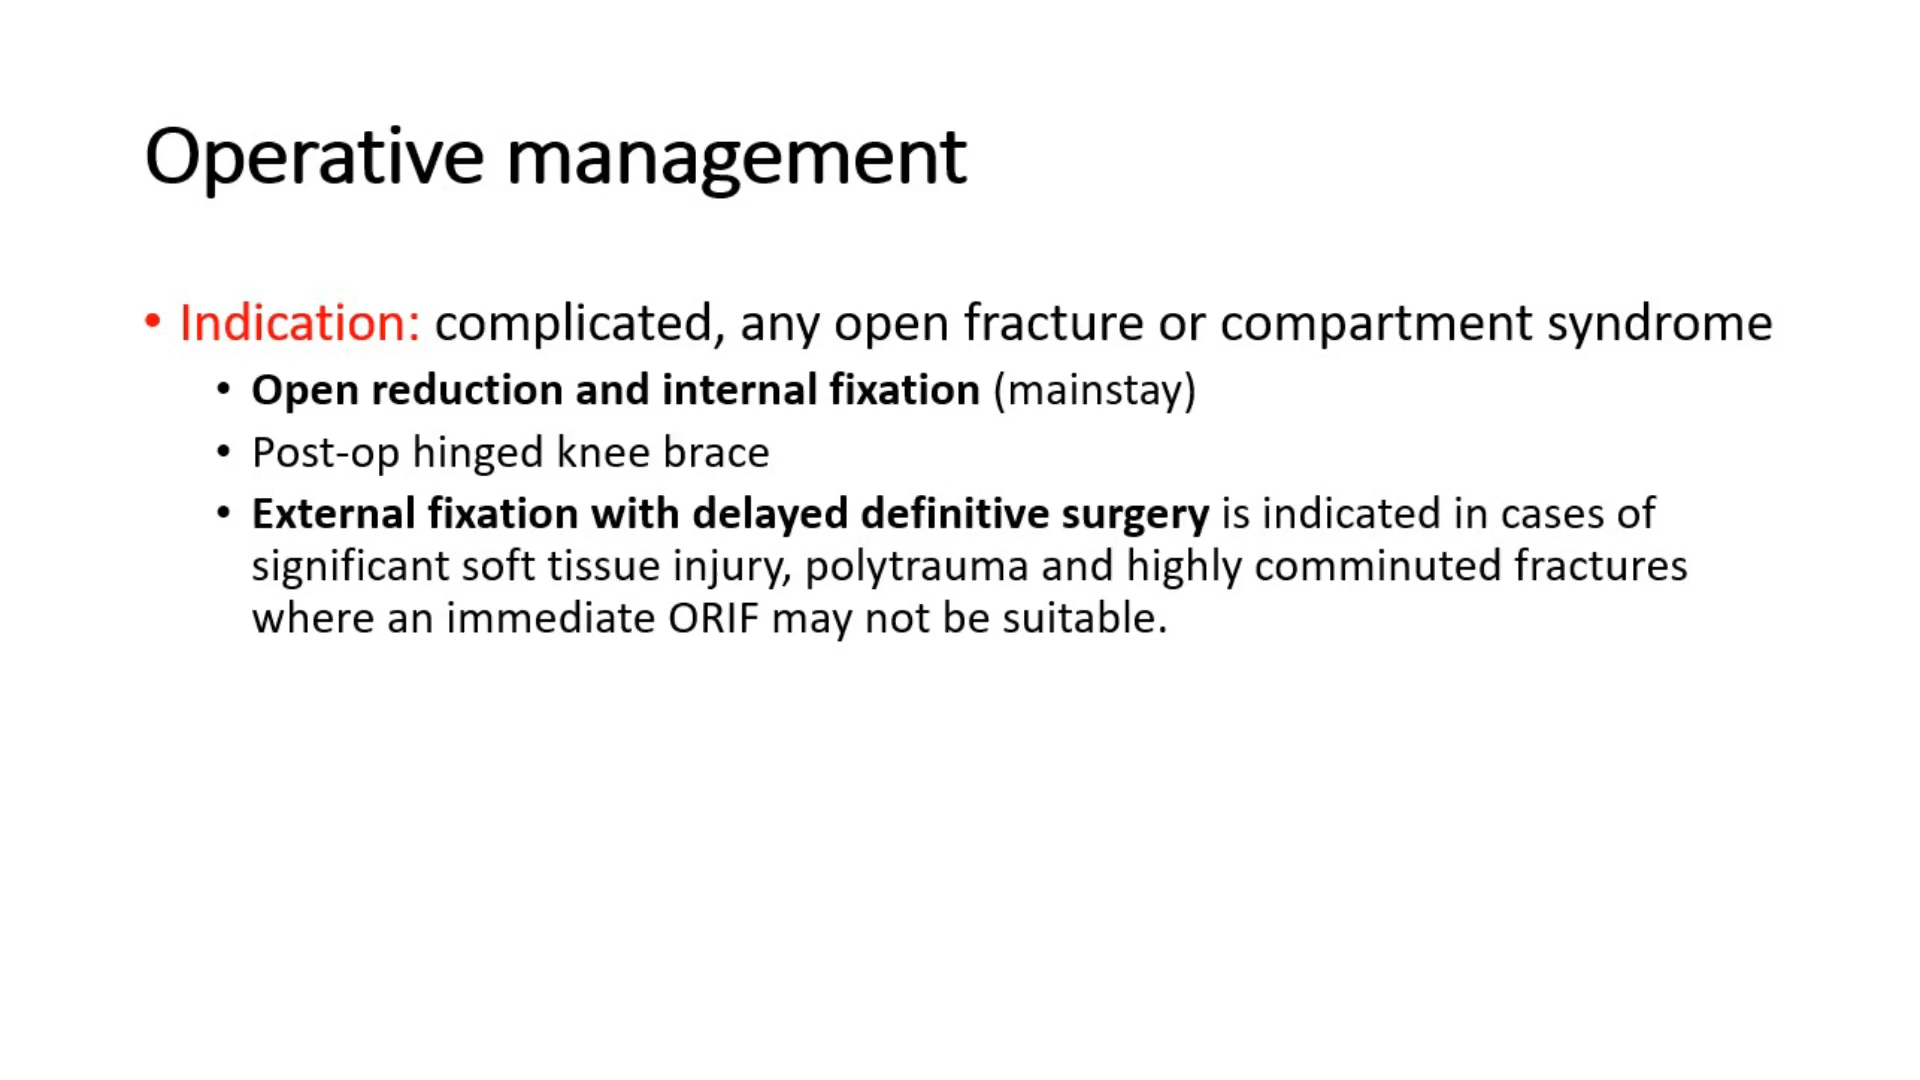 Operative management
• Indication: complicated, any open fracture or compartment syndrome
• Open reduction and internal fixation (mainstay)
• Post-op hinged knee brace
• External fixation with delayed definitive surgery is indicated in cases of
significant soft tissue injury, polytrauma and highly comminuted fractures
where an immediate ORIF may not be suitable.